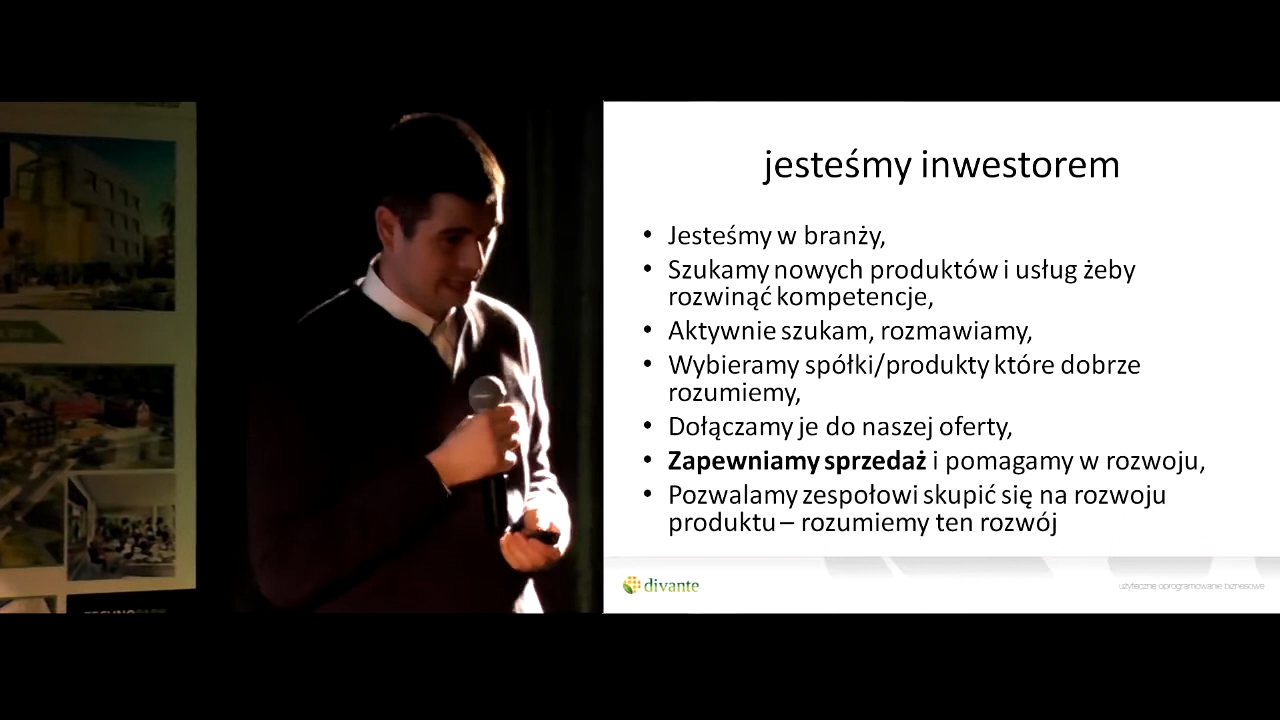 jesteśmy inwestorem
• Jesteśmy w branży,
• Szukamy nowych produktów i usług żeby
rozwinąć kompetencje,
• Aktywnie szukam, rozmawiamy,
• Wybieramy spółki/produkty które dobrze
rozumiemy,
• Dołączamy je do naszej oferty,
• Zapewniamy sprzedaż i pomagamy w rozwoju,
• Pozwalamy zespołowi skupić się na rozwoju
produktu – rozumiemy ten rozwój
divante
użyteczne oprogramowanie biznesowe
TECHNOPARK